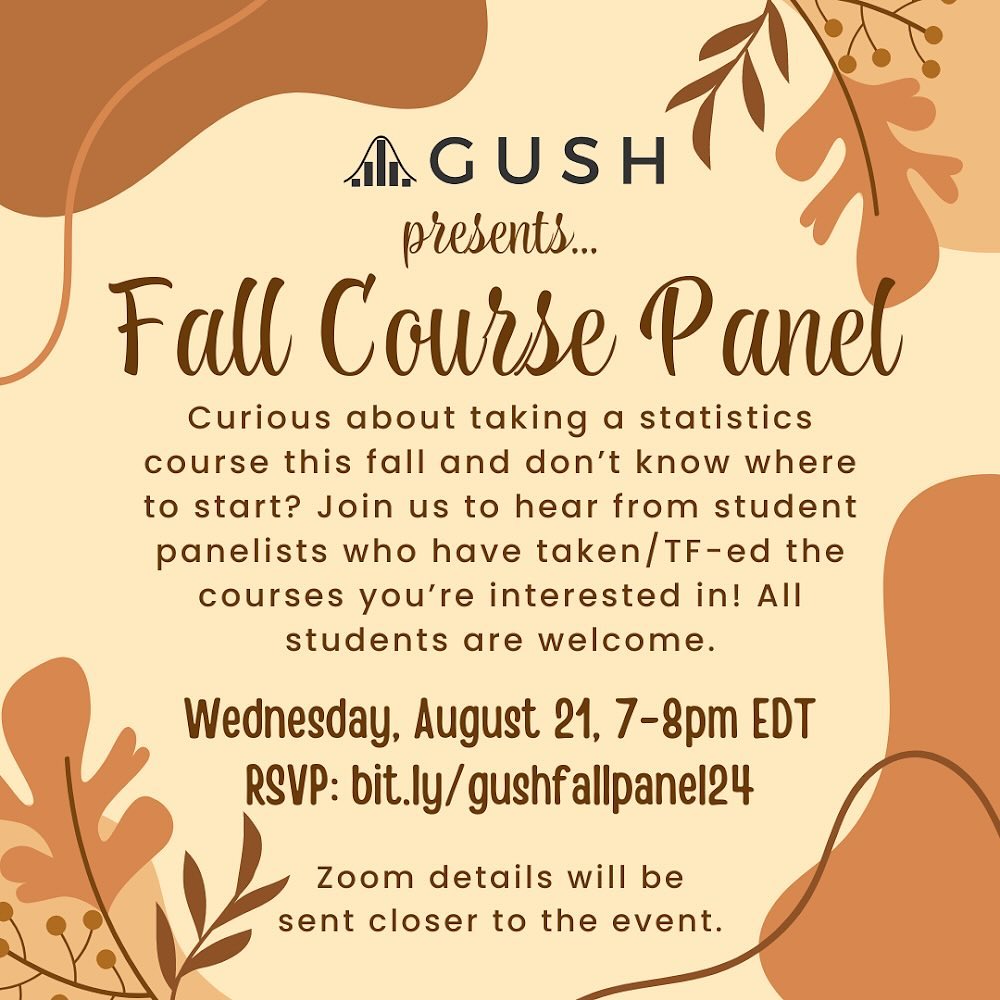 GUSH
presents...
Fall Course Panel
Curious about taking a statistics
course this fall and don't know where
to start? Join us to hear from student
panelists who have taken/TF-ed the
courses you're interested in! All
students are welcome.
Wednesday, August 21, 7-8pm EDT
RSVP: bit.ly/gushfallpanel24
Zoom details will be
sent closer to the event.